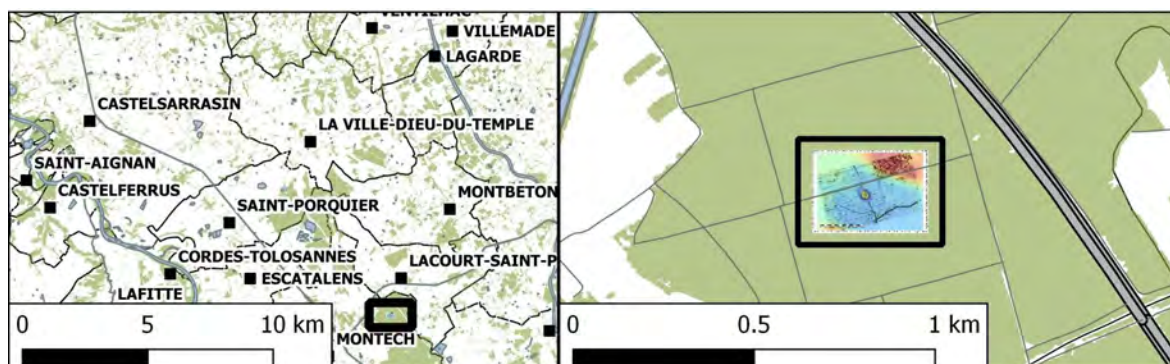 VILLEMADE
LAGARDE
CASTELSARRASIN
LA VILLE-DIEU-DU-TEMPLE
SAINT-AIGNAN
CASTELFERRUS
MONTBETON
SAINT-PORQUIER
CORDES-TOLOSANNES
LACOURT-SAINT-P
ESCATALENS
LAFITTE
MONTECH
0 5 10 km
0 0.5 1 km